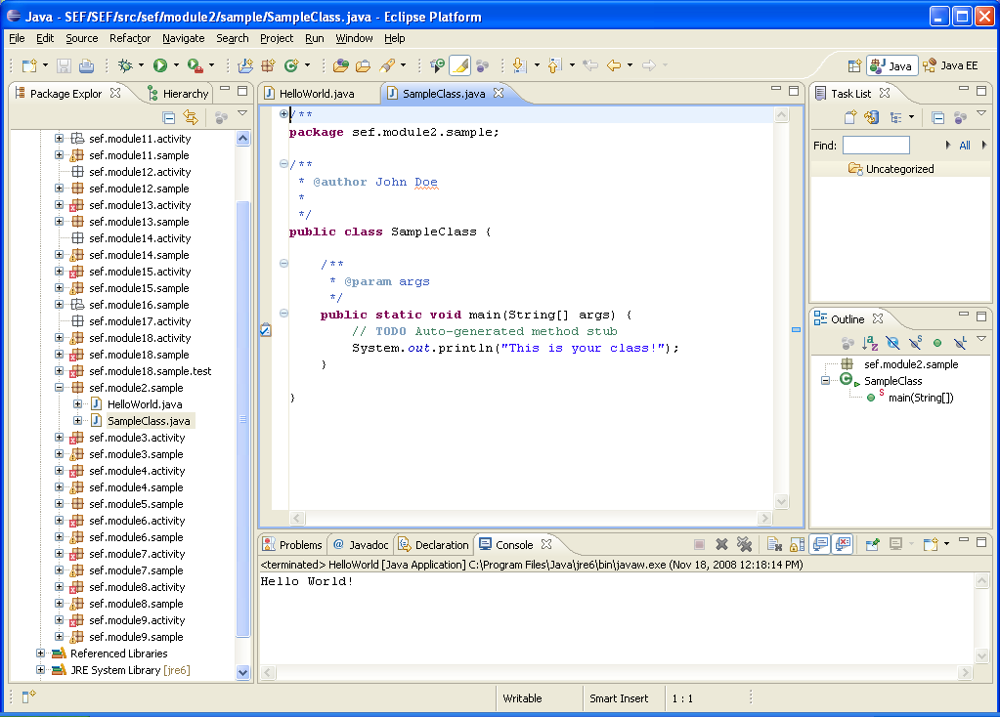 Java - SEF/SEF/src/sef/module2/sample/SampleClass.java - Eclipse Platform
File Edit Source Refactor Navigate Search Project Run Window Help
Java Java EE
Package Explor Hierarchy
sef.module11.activity
sef.module11.sample
sef.module12.activity
sef.module12.sample
sef.module13.activity
sef.module13.sample
sef.module14.activity
sef.module14.sample
sef.module15.activity
sef.module15.sample
sef.module16.sample
sef.module17.activity
sef.module18.activity
sef.module18.sample
sef.module18.sample.test
sef.module2.sample
HelloWorld.java
SampleClass.java
sef.module3.activity
sef.module3.sample
sef.module4.activity
sef.module4.sample
sef.module5.sample
sef.module6.activity
sef.module6.sample
sef.module7.activity
sef.module7.sample
sef.module8.activity
sef.module8.sample
sef.module9.activity
sef.module9.sample
Referenced Libraries
JRE System Library [jre6]
HelloWorld.java SampleClass.java
/**
package sef.module2.sample;
/**
* @author John Doe
*
*/
public class SampleClass {
/**
* @param args
*/
public static void main(String[] args) {
// TODO Auto-generated method stub
System.out.println("This is your class!");
}
}
Task List
Find: All
Uncategorized
Outline
sef.module2.sample
SampleClass
main(String[])
Problems @ Javadoc Declaration Console
<terminated> HelloWorld [Java Application] C:\Program Files\Java\jre6\bin\javaw.exe (Nov 18, 2008 12:18:14 PM)
Hello World!
Writable Smart Insert 1 : 1